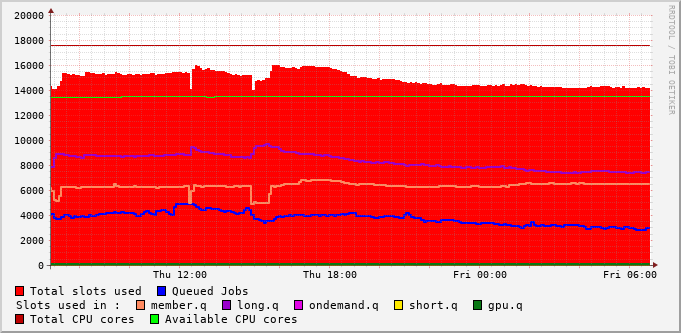 RRDTOOL / TOBI OETIKER
20000
18000
16000
14000
12000
10000
8000
6000
4000
2000
0
Thu 12:00 Thu 18:00 Fri 00:00 Fri 06:00
Total slots used Queued Jobs
Slots used in : member.q long.q ondemand.q short.q gpu.q
Total CPU cores Available CPU cores